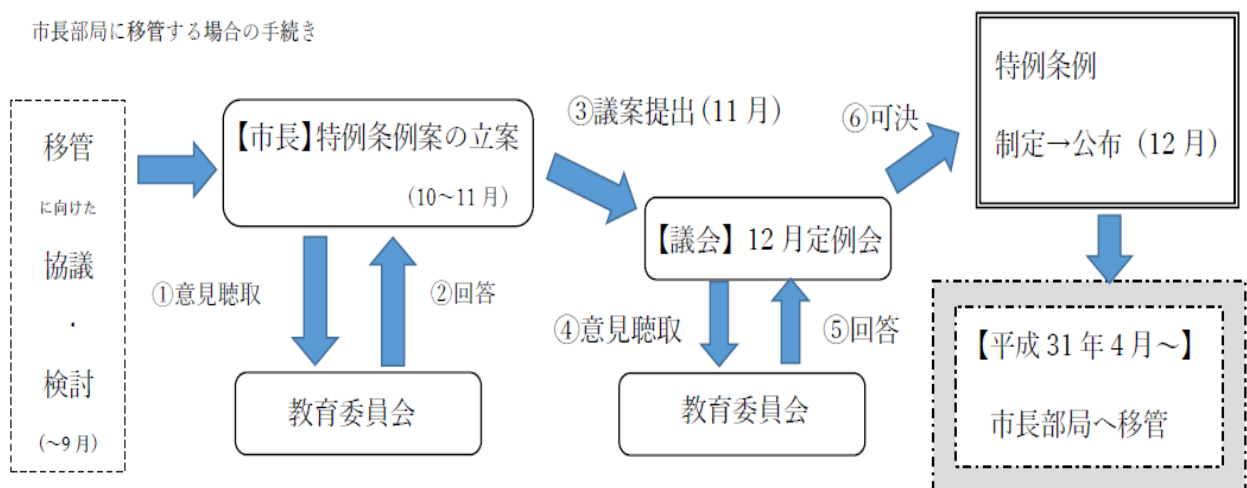 市長部局に移管する場合の手続き
移管
に向けた
協議
・
検討
(～9月)
【市長】特例条例案の立案
(10～11月)
①意見聴取
②回答
教育委員会
③議案提出(11月)
【議会】12月定例会
④意見聴取
⑤回答
教育委員会
⑥可決
特例条例
制定→公布（12月）
【平成31年4月～】
市長部局へ移管